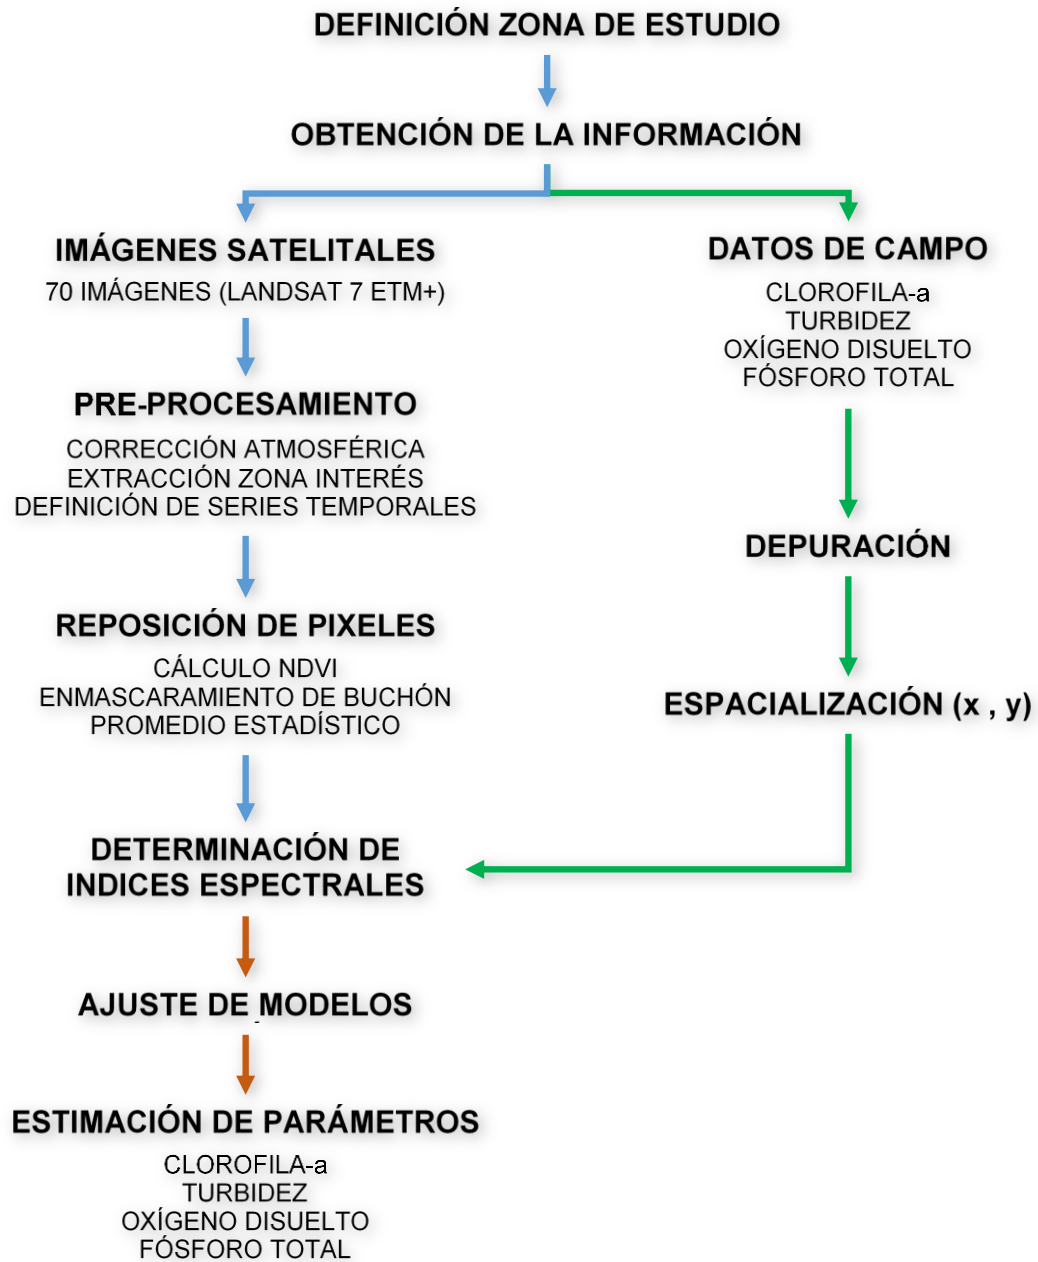 DEFINICIÓN ZONA DE ESTUDIO
OBTENCIÓN DE LA INFORMACIÓN
IMÁGENES SATELITALES
70 IMÁGENES (LANDSAT 7 ETM+)
PRE-PROCESAMIENTO
CORRECCIÓN ATMOSFÉRICA
EXTRACCIÓN ZONA INTERÉS
DEFINICIÓN DE SERIES TEMPORALES
REPOSICIÓN DE PIXELES
CÁLCULO NDVI
ENMASCARAMIENTO DE BUCHÓN
PROMEDIO ESTADÍSTICO
DATOS DE CAMPO
CLOROFILA-a
TURBIDEZ
OXÍGENO DISUELTO
FÓSFORO TOTAL
DEPURACIÓN
ESPACIALIZACIÓN (x , y)
DETERMINACIÓN DE
INDICES ESPECTRALES
AJUSTE DE MODELOS
ESTIMACIÓN DE PARÁMETROS
CLOROFILA-a
TURBIDEZ
OXÍGENO DISUELTO
FÓSFORO TOTAL